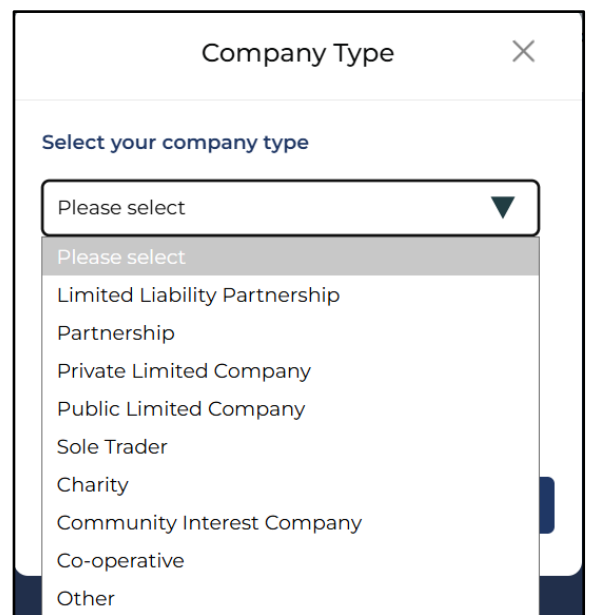 Company Type
Select your company type
Please select
Please select
Limited Liability Partnership
Partnership
Private Limited Company
Public Limited Company
Sole Trader
Charity
Community Interest Company
Co-operative
Other